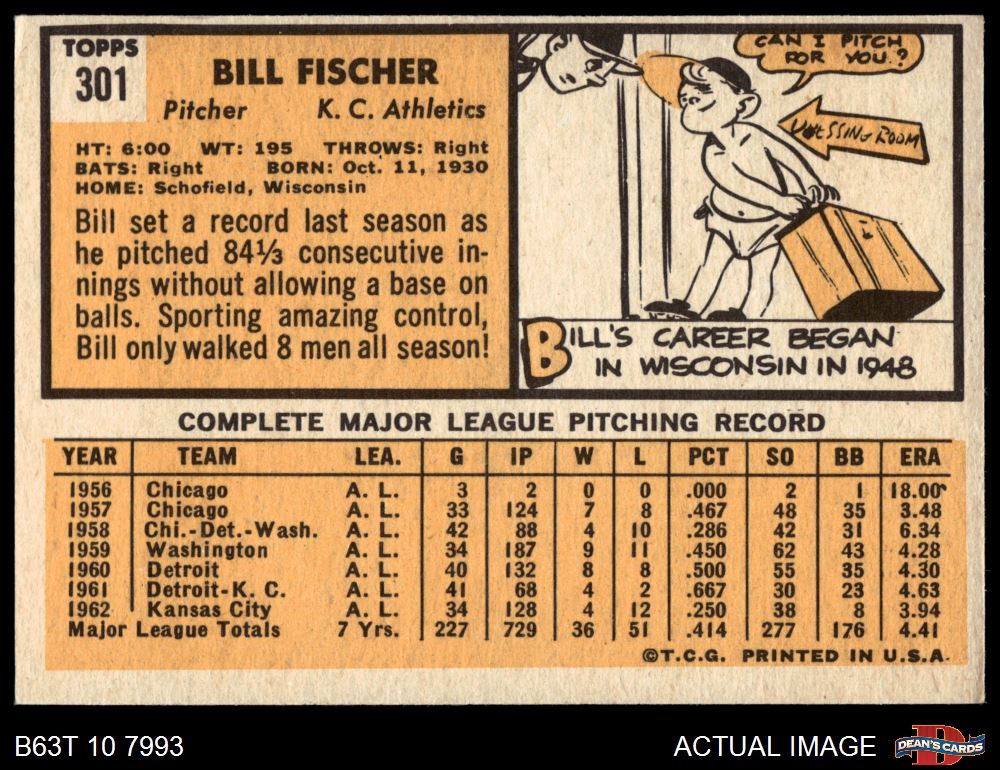 TOPPS
301
BILL FISCHER
Pitcher K. C. Athletics
HT: 6:00 WT: 195 THROWS: Right
BATS: Right BORN: Oct. 11, 1930
HOME: Schofield, Wisconsin
Bill set a record last season as
he pitched 84⅓ consecutive in-
nings without allowing a base on
balls. Sporting amazing control,
Bill only walked 8 men all season!
CAN I PITCH
FOR YOU?
DRESSING ROOM
BILL'S CAREER BEGAN
IN WISCONSIN IN 1948
COMPLETE MAJOR LEAGUE PITCHING RECORD
YEAR TEAM LEA. G IP W L PCT SO BB ERA
1956 Chicago A. L. 3 2 0 0 .000 2 1 18.00
1957 Chicago A. L. 33 124 7 8 .467 48 35 3.48
1958 Chi.-Det.-Wash. A. L. 42 88 4 10 .286 42 31 6.34
1959 Washington A. L. 34 187 9 11 .450 62 43 4.28
1960 Detroit A. L. 40 132 8 8 .500 55 35 4.30
1961 Detroit-K. C. A. L. 41 68 4 2 .667 30 23 4.63
1962 Kansas City A. L. 34 128 4 12 .250 38 8 3.94
Major League Totals 7 Yrs. 227 729 36 51 .414 277 176 4.41
©T.C.G. PRINTED IN U.S.A.
B63T 10 7993
ACTUAL IMAGE
DEAN'S CARDS